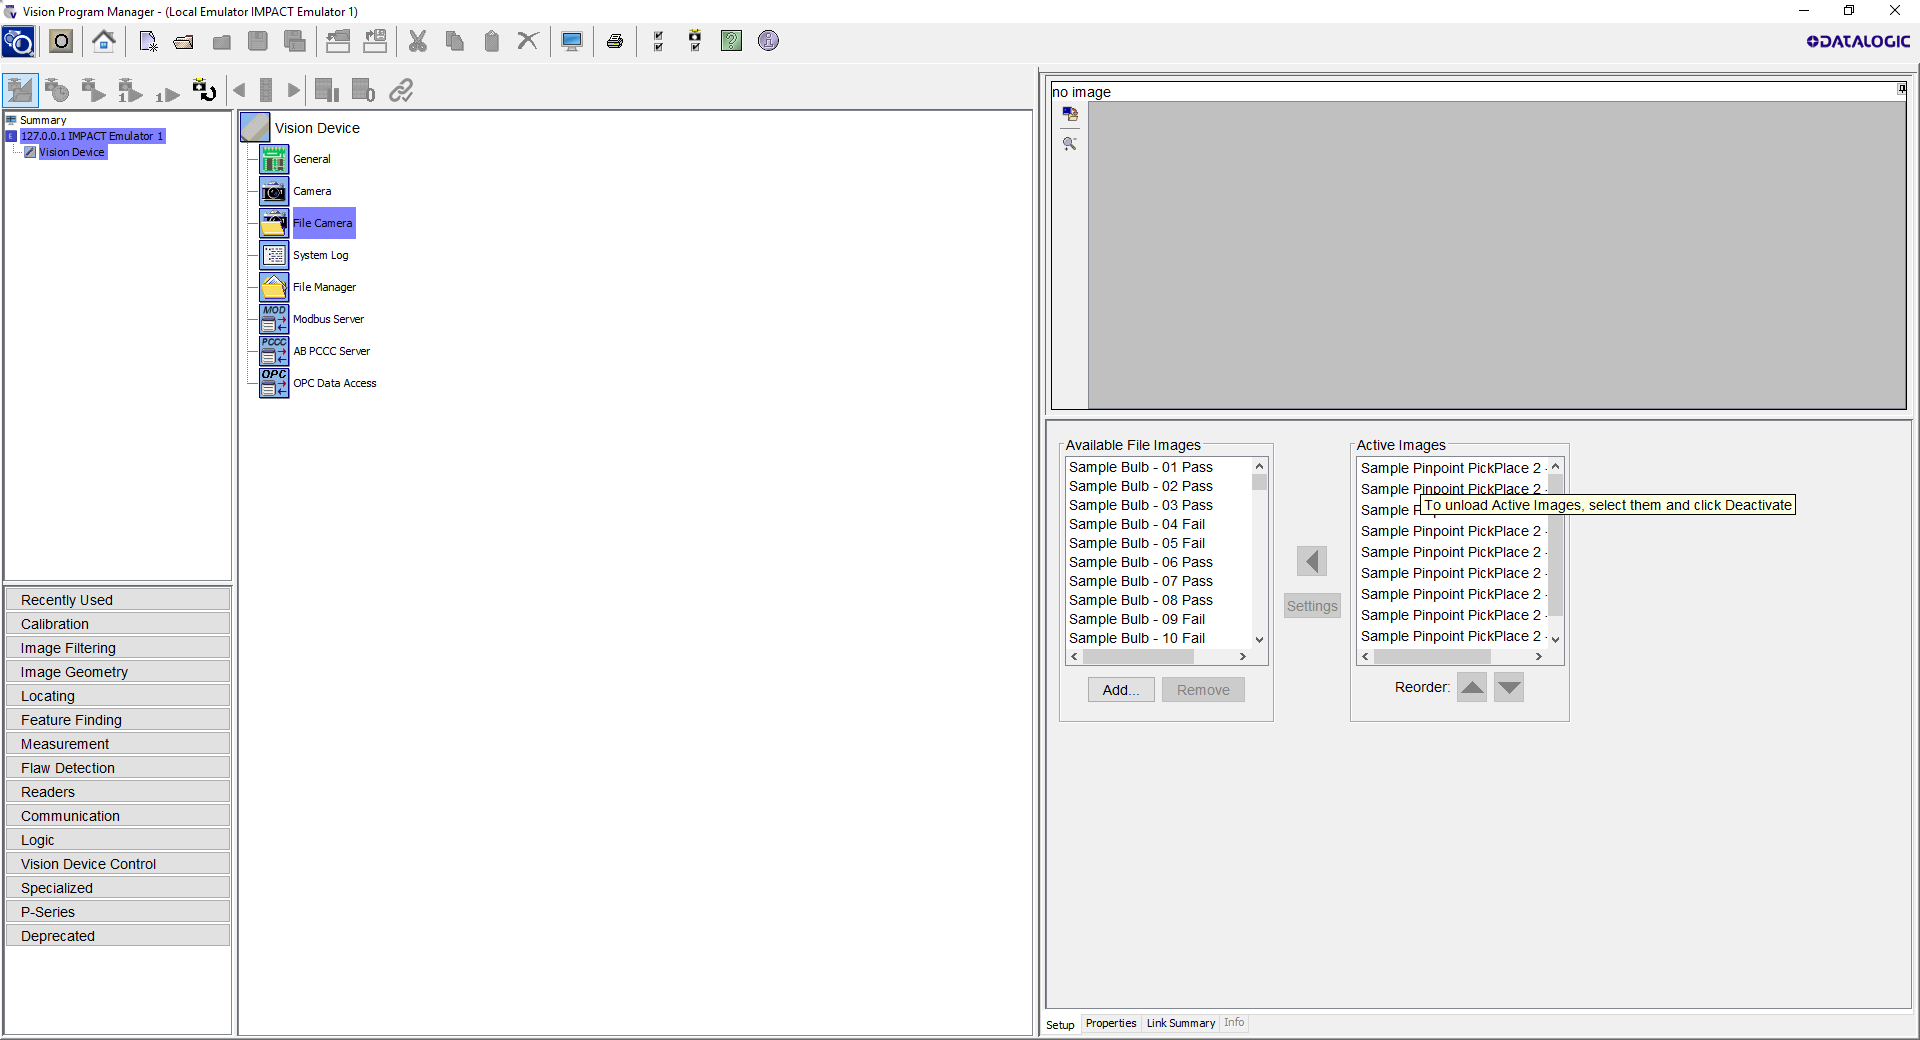 Vision Program Manager - (Local Emulator IMPACT Emulator 1)
DATALOGIC
Summary
127.0.0.1 IMPACT Emulator 1
Vision Device
Recently Used
Calibration
Image Filtering
Image Geometry
Locating
Feature Finding
Measurement
Flaw Detection
Readers
Communication
Logic
Vision Device Control
Specialized
P-Series
Deprecated
Vision Device
General
Camera
File Camera
System Log
File Manager
MOD
Modbus Server
PCCC
AB PCCC Server
OPC
OPC Data Access
no image
Available File Images
Sample Bulb - 01 Pass
Sample Bulb - 02 Pass
Sample Bulb - 03 Pass
Sample Bulb - 04 Fail
Sample Bulb - 05 Fail
Sample Bulb - 06 Pass
Sample Bulb - 07 Pass
Sample Bulb - 08 Pass
Sample Bulb - 09 Fail
Sample Bulb - 10 Fail
Add...
Remove
Settings
Active Images
Sample Pinpoint PickPlace 2 -
Sample Pinpoint PickPlace 2 -
Sample
To unload Active Images, select them and click Deactivate
Sample Pinpoint PickPlace 2 -
Sample Pinpoint PickPlace 2 -
Sample Pinpoint PickPlace 2 -
Sample Pinpoint PickPlace 2 -
Sample Pinpoint PickPlace 2 -
Sample Pinpoint PickPlace 2 -
Reorder:
Setup
Properties
Link Summary
Info